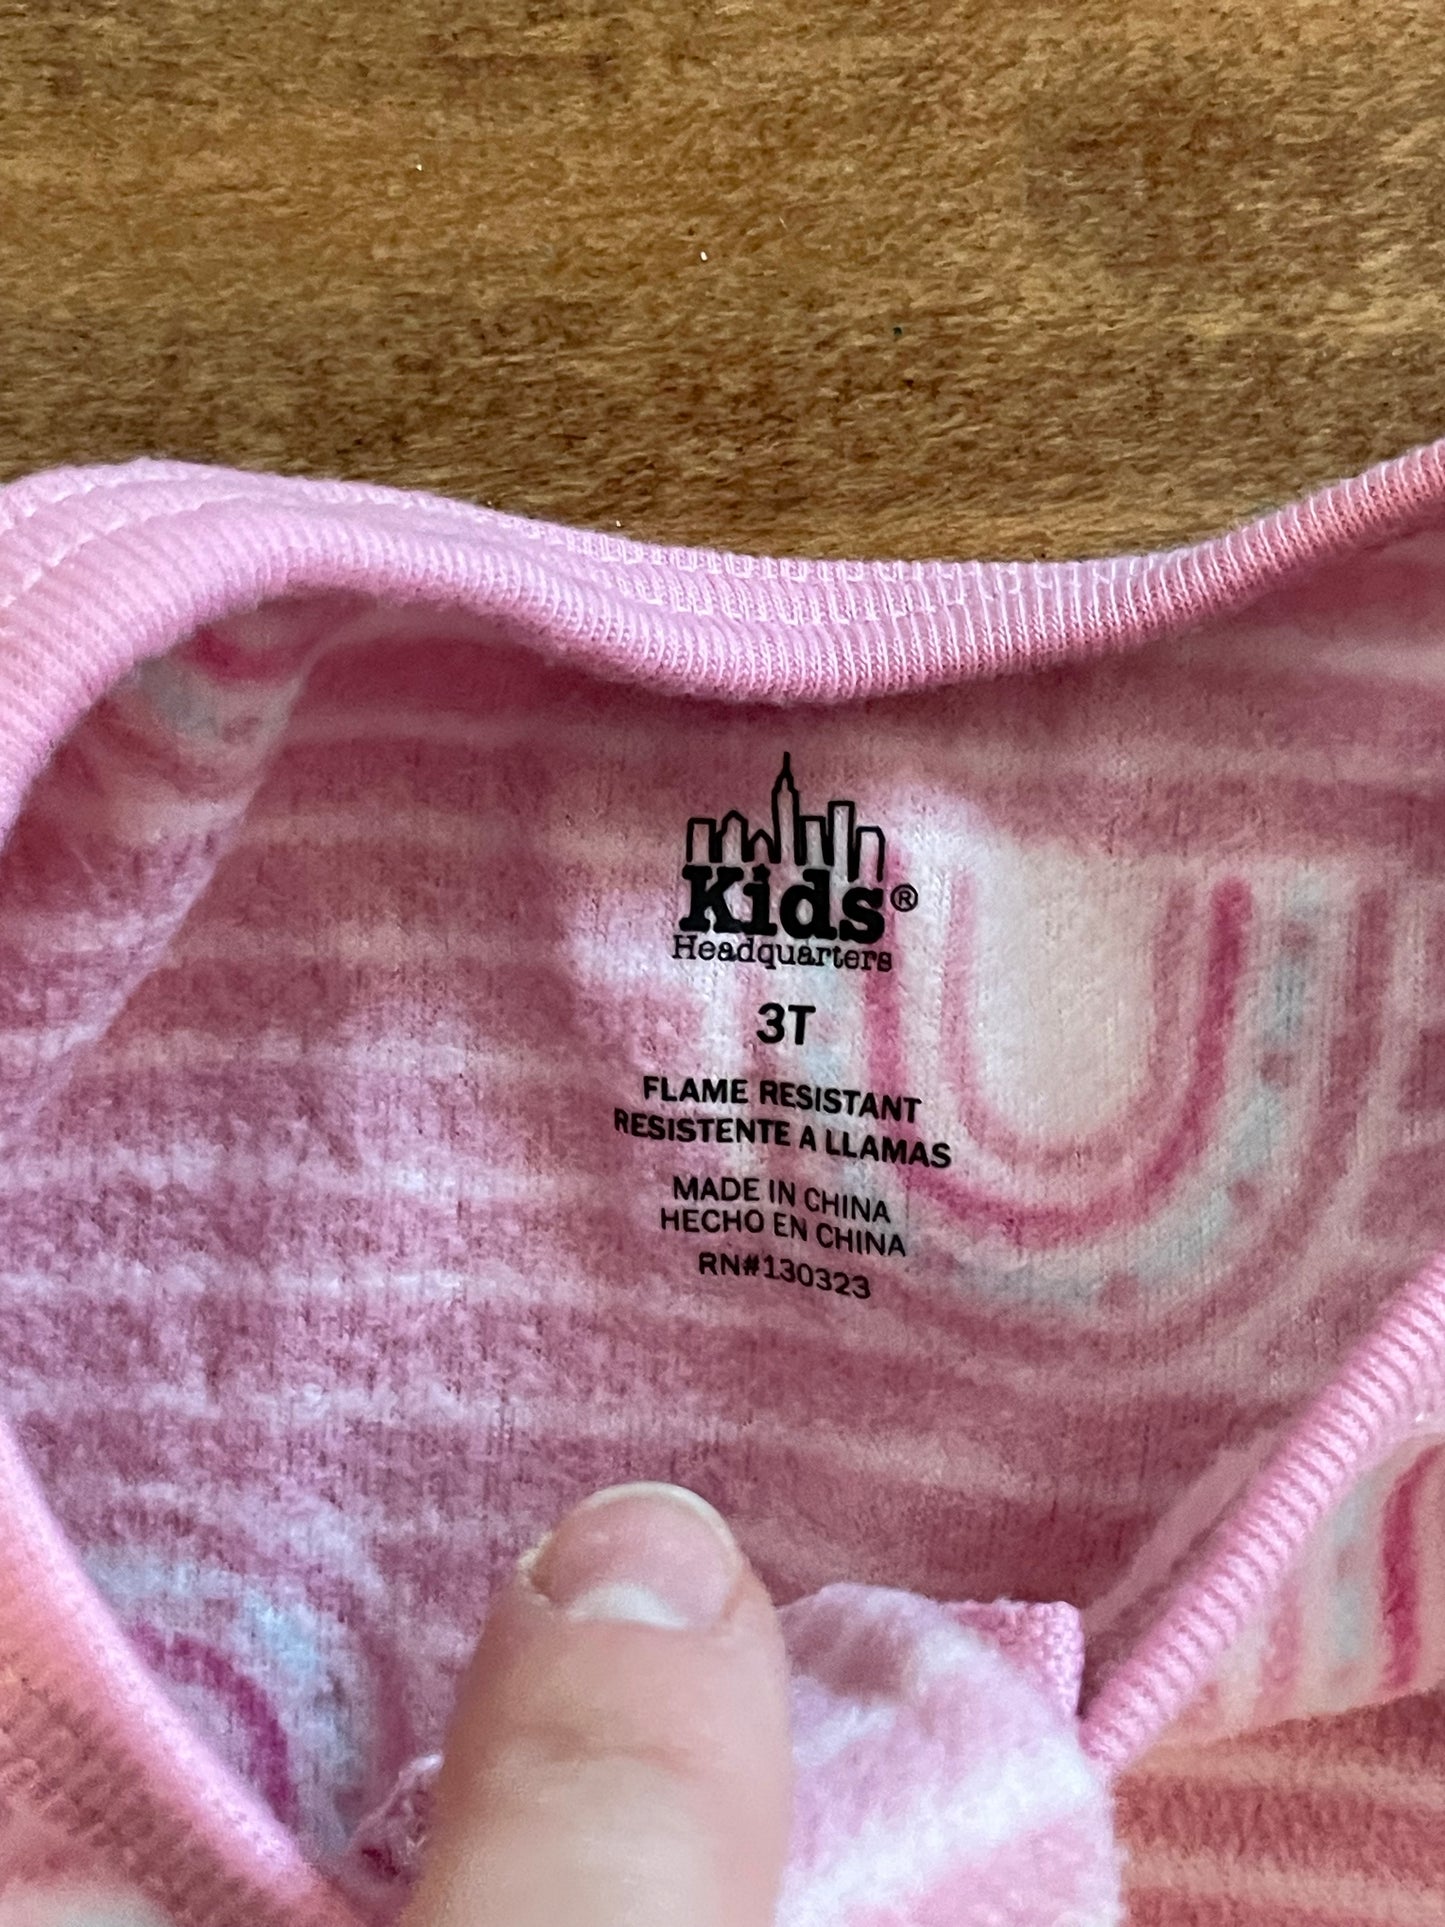 Kids®
Headquarters
3T
FLAME RESISTANT
RESISTENTE A LLAMAS
MADE IN CHINA
HECHO EN CHINA
RN#130323